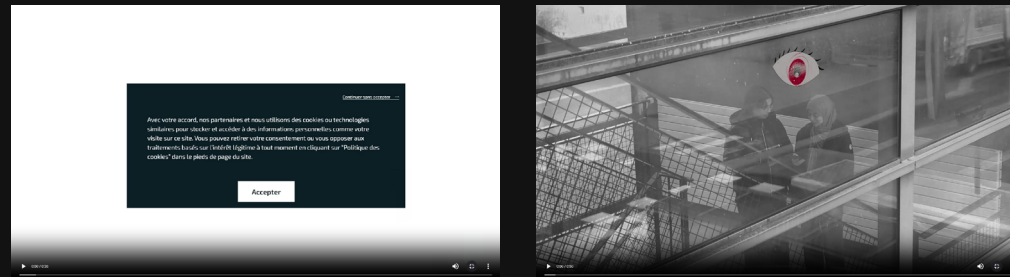 Continuer sans accepter →
Avec votre accord, nos partenaires et nous utilisons des cookies ou technologies
similaires pour stocker et accéder à des informations personnelles comme votre
visite sur ce site. Vous pouvez retirer votre consentement ou vous opposer aux
traitements basés sur l'intérêt légitime à tout moment en cliquant sur "Politique des
cookies" dans le pieds de page du site.
Accepter